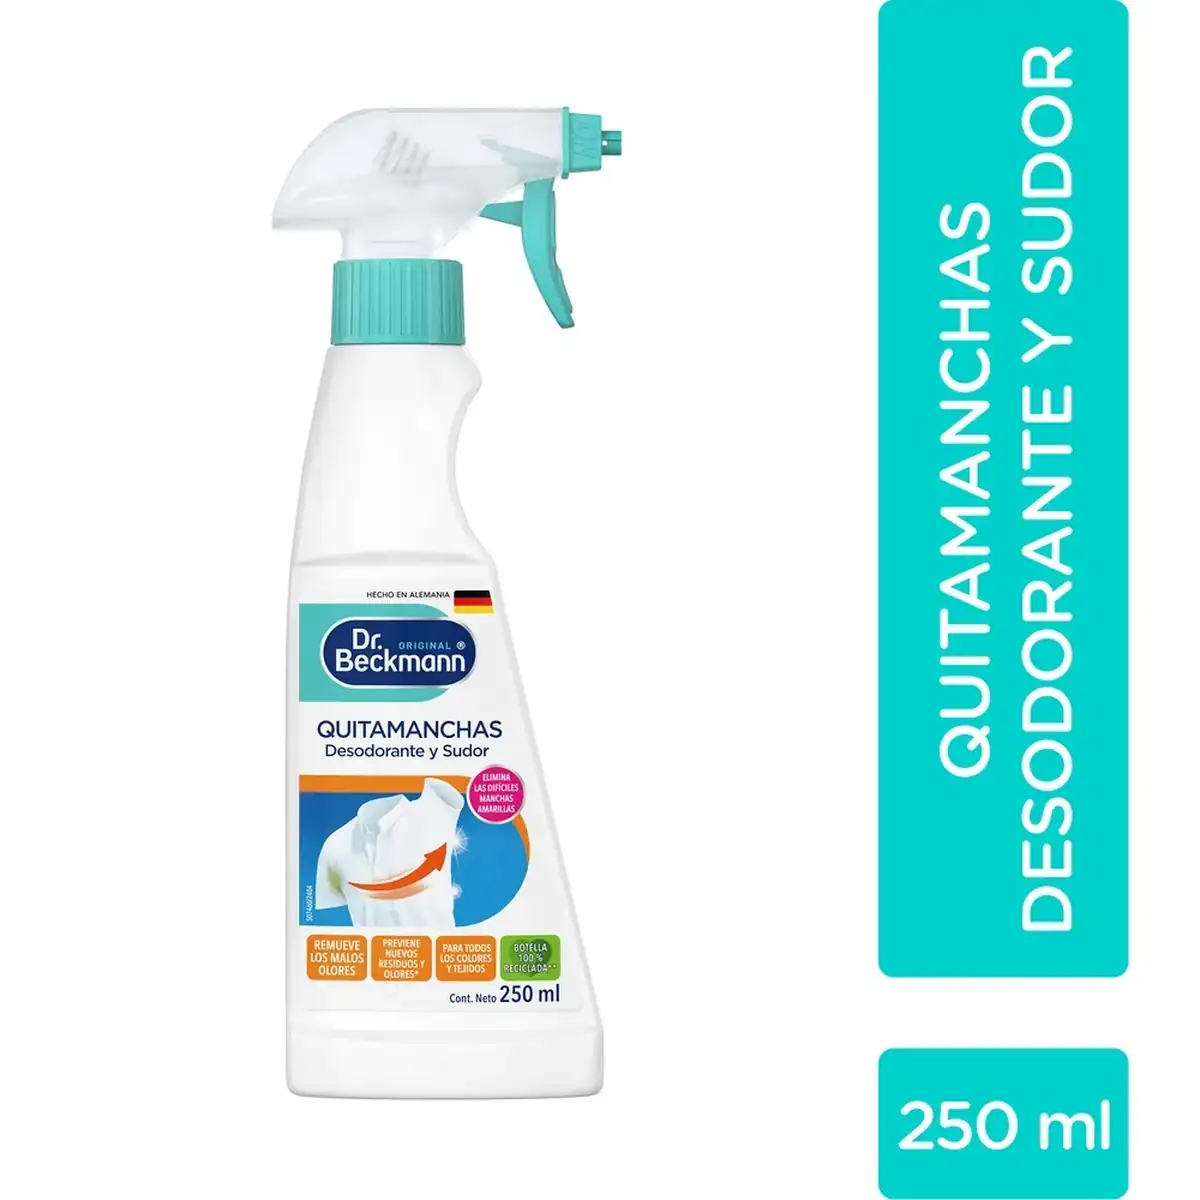 HECHO EN ALEMANIA
Dr.
ORIGINAL ®
Beckmann
QUITAMANCHAS
Desodorante y Sudor
ELIMINA
LAS DIFÍCILES
MANCHAS
AMARILLAS
REMUEVE
LOS MALOS
OLORES
PREVIENE
NUEVOS
RESIDUOS Y
OLORES*
PARA TODOS
LOS COLORES
Y TEJIDOS
BOTELLA
100 %
RECICLADA**
Cont. Neto 250 ml
QUITAMANCHAS
DESODORANTE Y SUDOR
250 ml